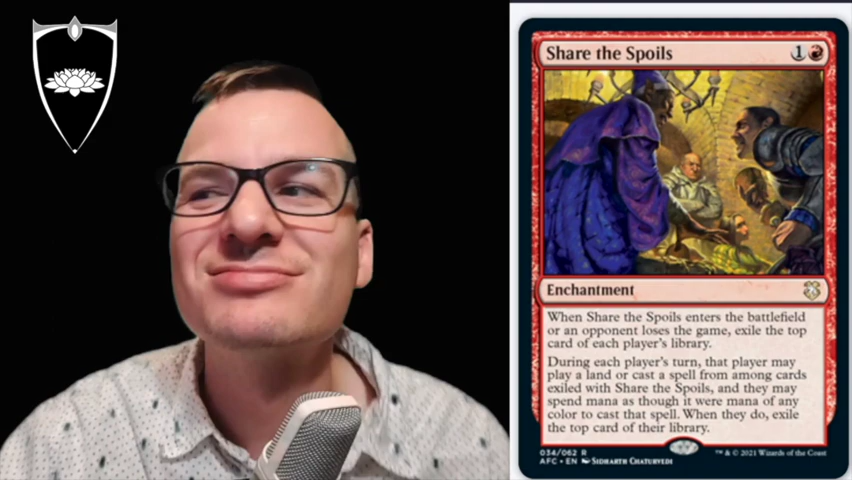 Share the Spoils 1
Enchantment
When Share the Spoils enters the battlefield
or an opponent loses the game, exile the top
card of each player's library.
During each player's turn, that player may
play a land or cast a spell from among cards
exiled with Share the Spoils, and they may
spend mana as though it were mana of any
color to cast that spell. When they do, exile
the top card of their library.
034/062 R
AFC • EN Sidharth Chaturvedi
™ & © 2021 Wizards of the Coast